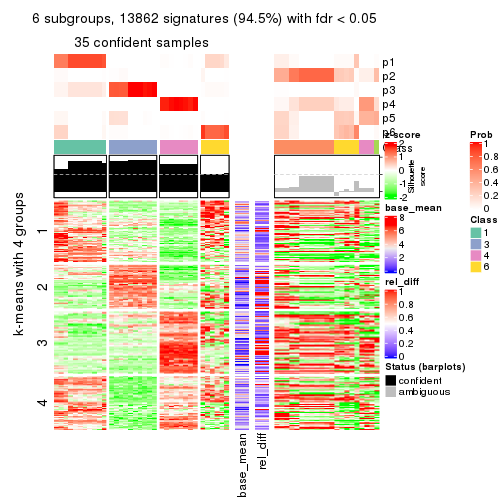 6 subgroups, 13862 signatures (94.5%) with fdr < 0.05
35 confident samples
p1
p2
p3
p4
p5
p6
Class
Silhouette
score
k-means with 4 groups
1
2
3
4
base_mean
rel_diff
z-score
2
1
0
-1
-2
base_mean
8
6
4
2
0
rel_diff
1
0.8
0.6
0.4
0.2
0
Status (barplots)
confident
ambiguous
Prob
1
0.8
0.6
0.4
0.2
0
Class
1
3
4
6